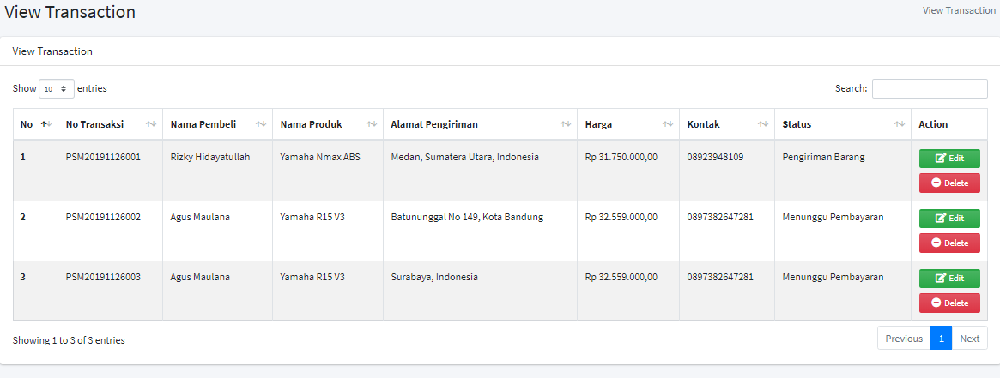 View Transaction
View Transaction
View Transaction
Show 10 entries
Search:
No No Transaksi Nama Pembeli Nama Produk Alamat Pengiriman Harga Kontak Status Action
1 PSM20191126001 Rizky Hidayatullah Yamaha Nmax ABS Medan, Sumatera Utara, Indonesia Rp 31.750.000,00 08923948109 Pengiriman Barang Edit
Delete
2 PSM20191126002 Agus Maulana Yamaha R15 V3 Batununggal No 149, Kota Bandung Rp 32.559.000,00 0897382647281 Menunggu Pembayaran Edit
Delete
3 PSM20191126003 Agus Maulana Yamaha R15 V3 Surabaya, Indonesia Rp 32.559.000,00 0897382647281 Menunggu Pembayaran Edit
Delete
Showing 1 to 3 of 3 entries
Previous 1 Next